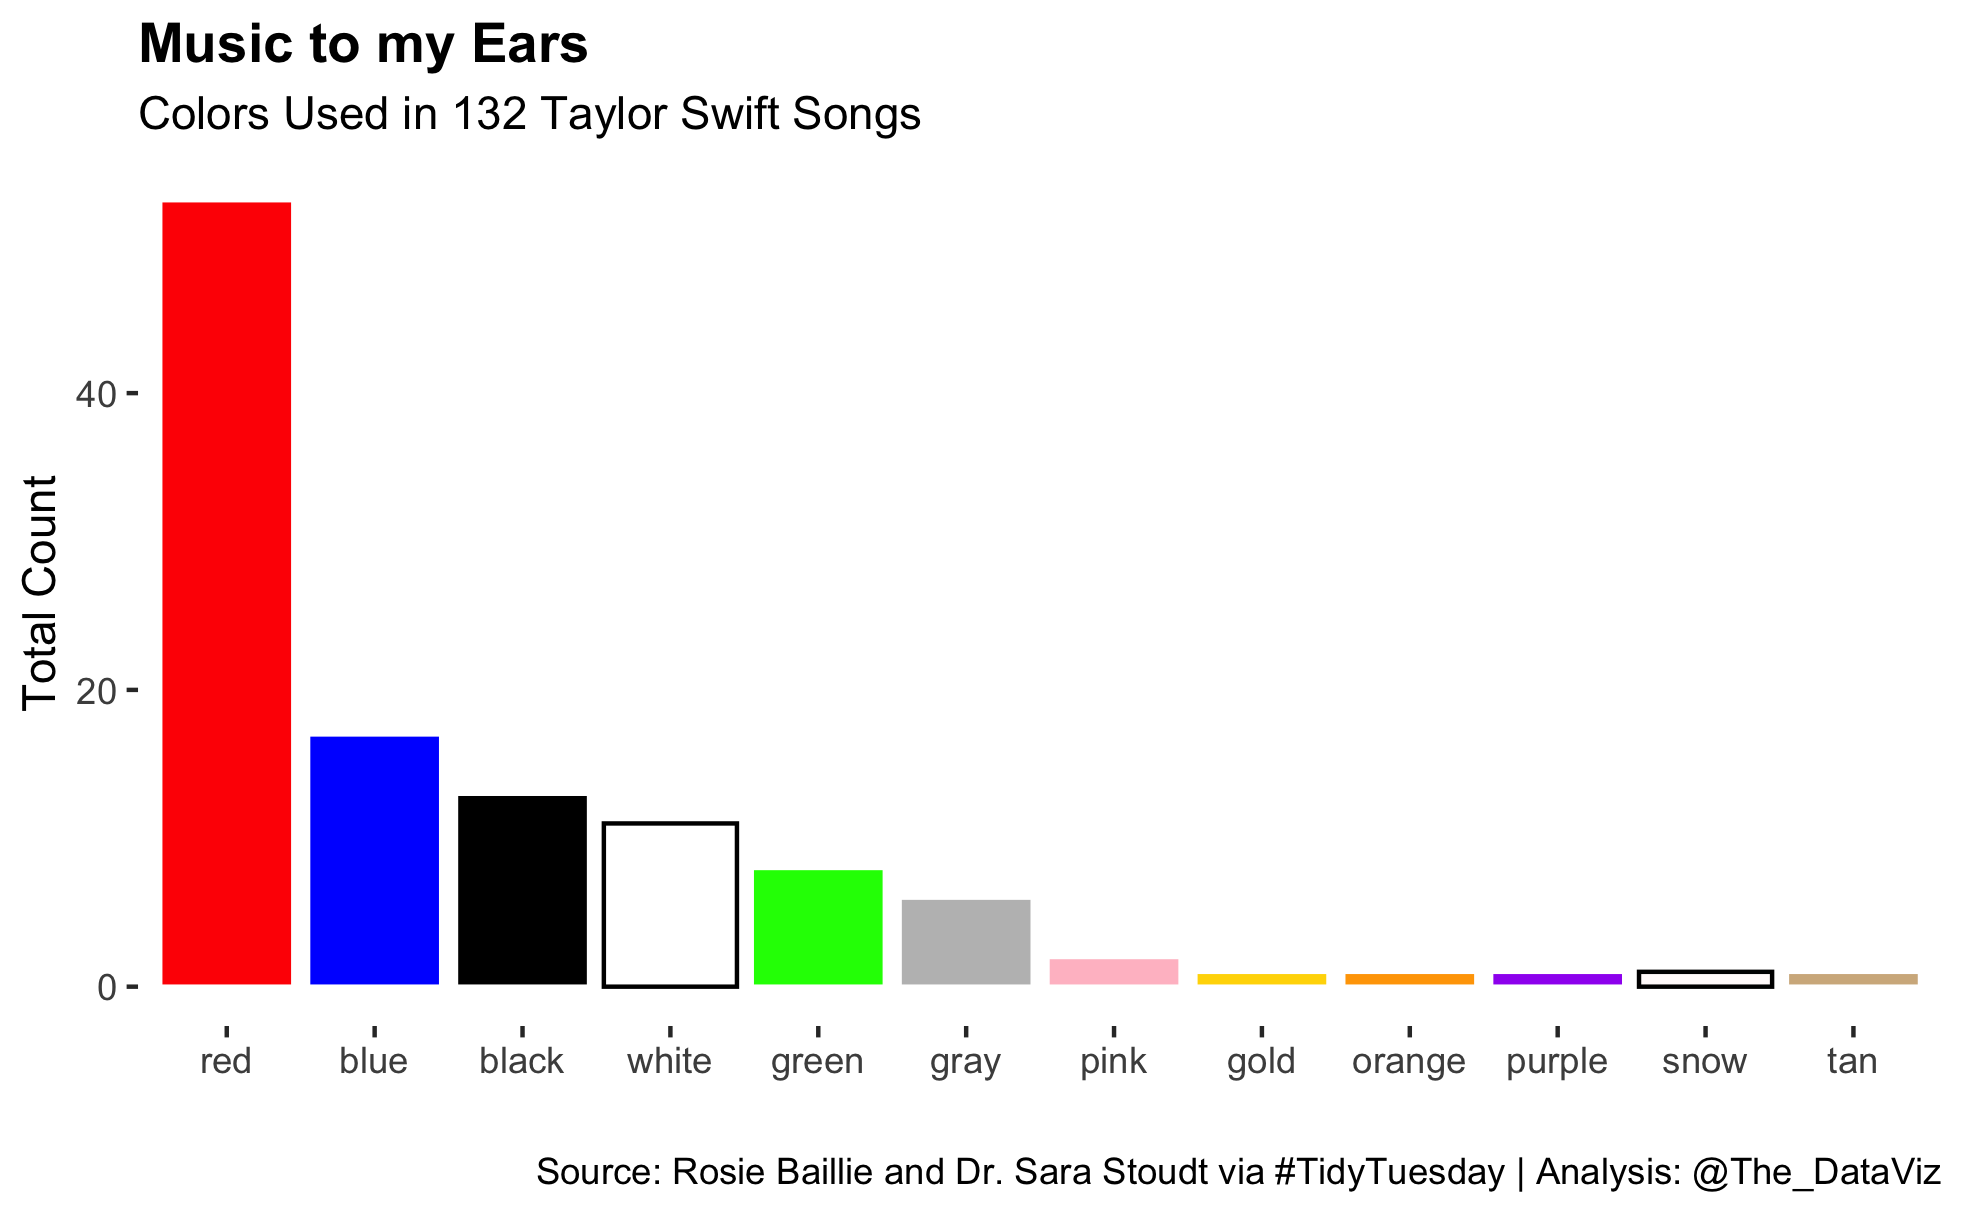 Music to my Ears
Colors Used in 132 Taylor Swift Songs
Total Count
40
20
0
red blue black white green gray pink gold orange purple snow tan
Source: Rosie Baillie and Dr. Sara Stoudt via #TidyTuesday | Analysis: @The_DataViz